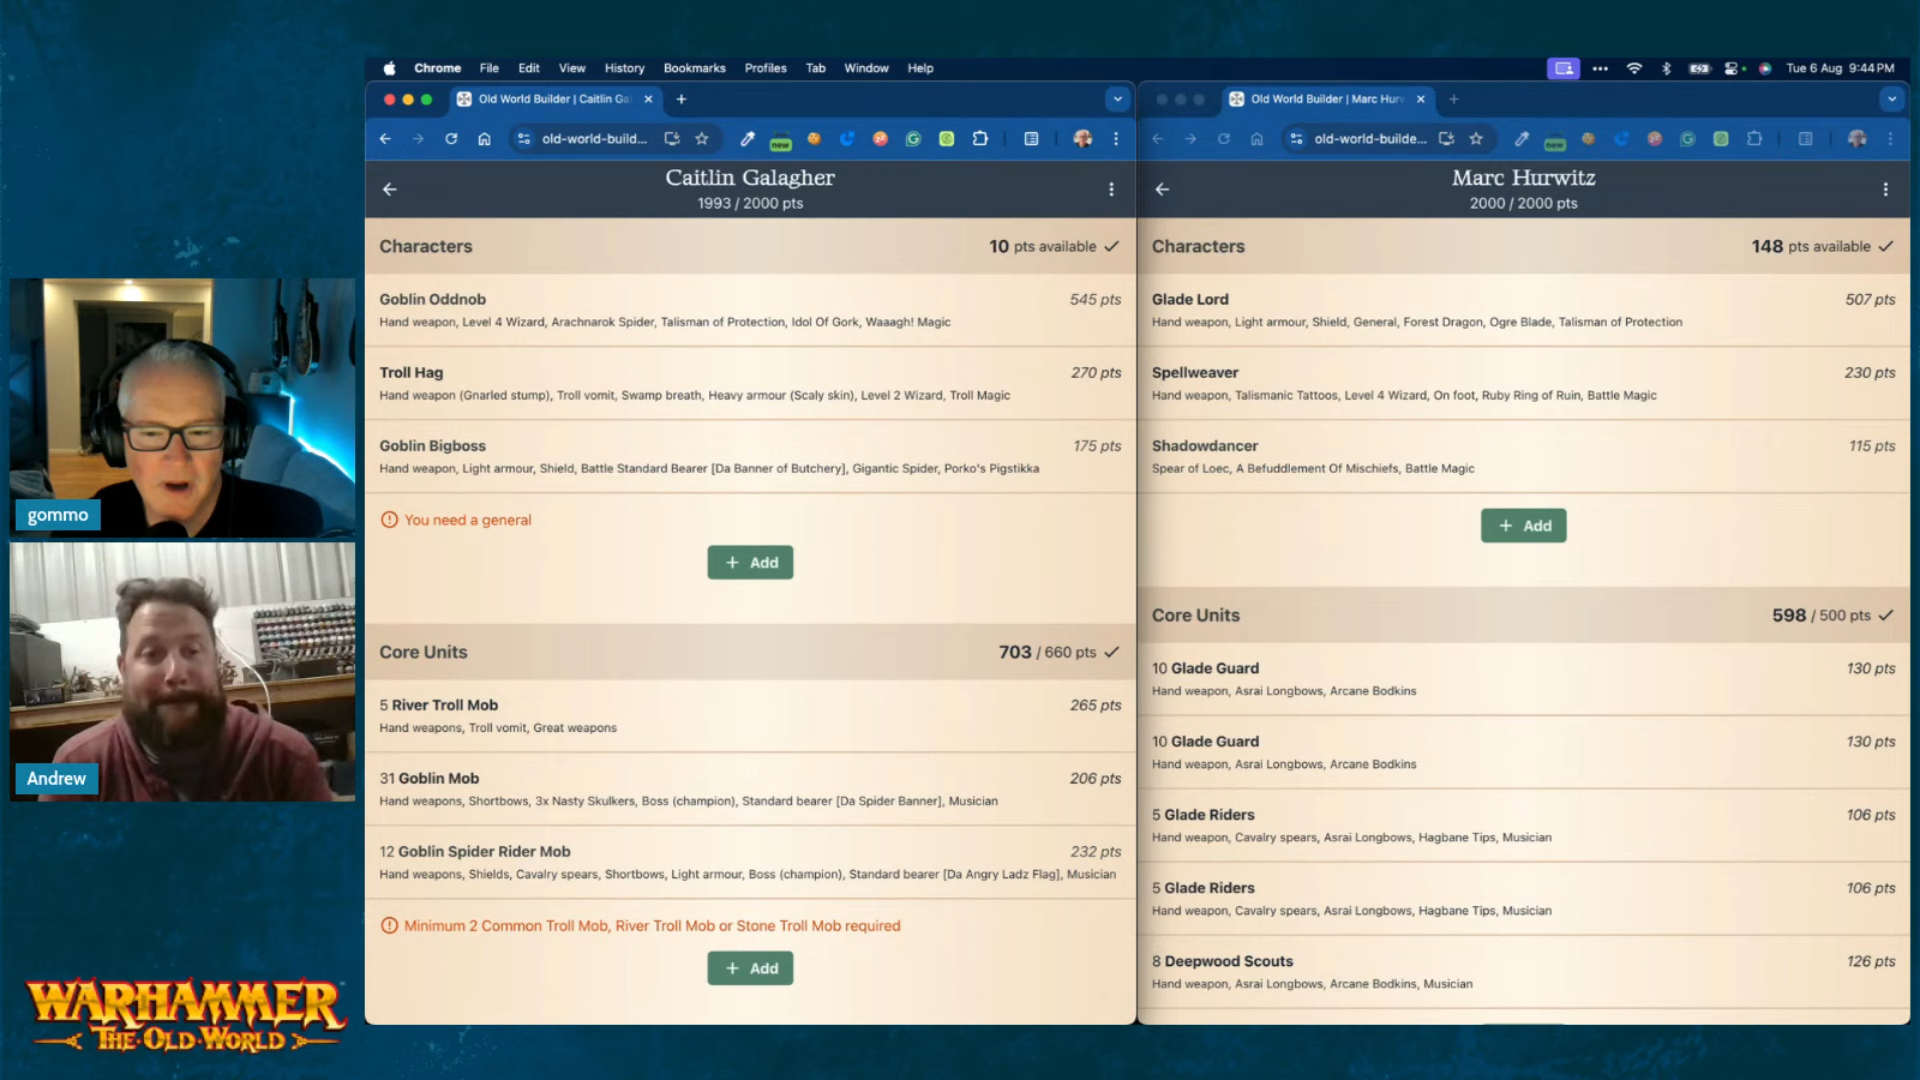 Chrome File Edit View History Bookmarks Profiles Tab Window Help
Tue 6 Aug 9:44 PM
Old World Builder | Caitlin Ga
old-world-build...
new
Caitlin Galagher
1993 / 2000 pts
Characters 10 pts available
Goblin Oddnob 545 pts
Hand weapon, Level 4 Wizard, Arachnarok Spider, Talisman of Protection, Idol Of Gork, Waaagh! Magic
Troll Hag 270 pts
Hand weapon (Gnarled stump), Troll vomit, Swamp breath, Heavy armour (Scaly skin), Level 2 Wizard, Troll Magic
Goblin Bigboss 175 pts
Hand weapon, Light armour, Shield, Battle Standard Bearer [Da Banner of Butchery], Gigantic Spider, Porko's Pigstikka
You need a general
+ Add
Core Units 703 / 660 pts
5 River Troll Mob 265 pts
Hand weapons, Troll vomit, Great weapons
31 Goblin Mob 206 pts
Hand weapons, Shortbows, 3x Nasty Skulkers, Boss (champion), Standard bearer [Da Spider Banner], Musician
12 Goblin Spider Rider Mob 232 pts
Hand weapons, Shields, Cavalry spears, Shortbows, Light armour, Boss (champion), Standard bearer [Da Angry Ladz Flag], Musician
Minimum 2 Common Troll Mob, River Troll Mob or Stone Troll Mob required
+ Add
Old World Builder | Marc Hurw
old-world-builde...
new
Marc Hurwitz
2000 / 2000 pts
Characters 148 pts available
Glade Lord 507 pts
Hand weapon, Light armour, Shield, General, Forest Dragon, Ogre Blade, Talisman of Protection
Spellweaver 230 pts
Hand weapon, Talismanic Tattoos, Level 4 Wizard, On foot, Ruby Ring of Ruin, Battle Magic
Shadowdancer 115 pts
Spear of Loec, A Befuddlement Of Mischiefs, Battle Magic
+ Add
Core Units 598 / 500 pts
10 Glade Guard 130 pts
Hand weapon, Asrai Longbows, Arcane Bodkins
10 Glade Guard 130 pts
Hand weapon, Asrai Longbows, Arcane Bodkins
5 Glade Riders 106 pts
Hand weapon, Cavalry spears, Asrai Longbows, Hagbane Tips, Musician
5 Glade Riders 106 pts
Hand weapon, Cavalry spears, Asrai Longbows, Hagbane Tips, Musician
8 Deepwood Scouts 126 pts
Hand weapon, Asrai Longbows, Arcane Bodkins, Musician
gommo
Andrew
WARHAMMER
THE OLD WORLD